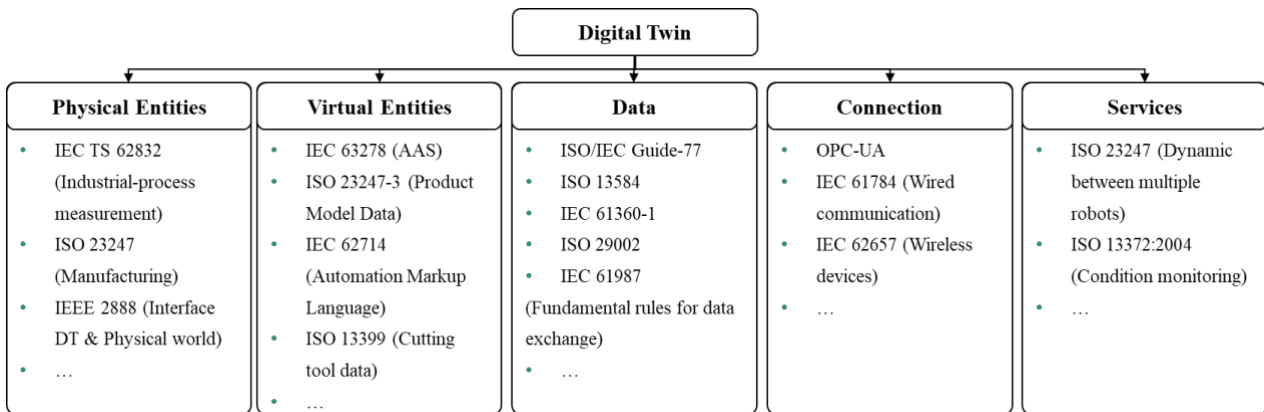 Digital Twin
Physical Entities
• IEC TS 62832
(Industrial-process
measurement)
• ISO 23247
(Manufacturing)
• IEEE 2888 (Interface
DT & Physical world)
• …
Virtual Entities
• IEC 63278 (AAS)
• ISO 23247-3 (Product
Model Data)
• IEC 62714
(Automation Markup
Language)
• ISO 13399 (Cutting
tool data)
• …
Data
• ISO/IEC Guide-77
• ISO 13584
• IEC 61360-1
• ISO 29002
• IEC 61987
(Fundamental rules for data
exchange)
• …
Connection
• OPC-UA
• IEC 61784 (Wired
communication)
• IEC 62657 (Wireless
devices)
• …
Services
• ISO 23247 (Dynamic
between multiple
robots)
• ISO 13372:2004
(Condition monitoring)
• …